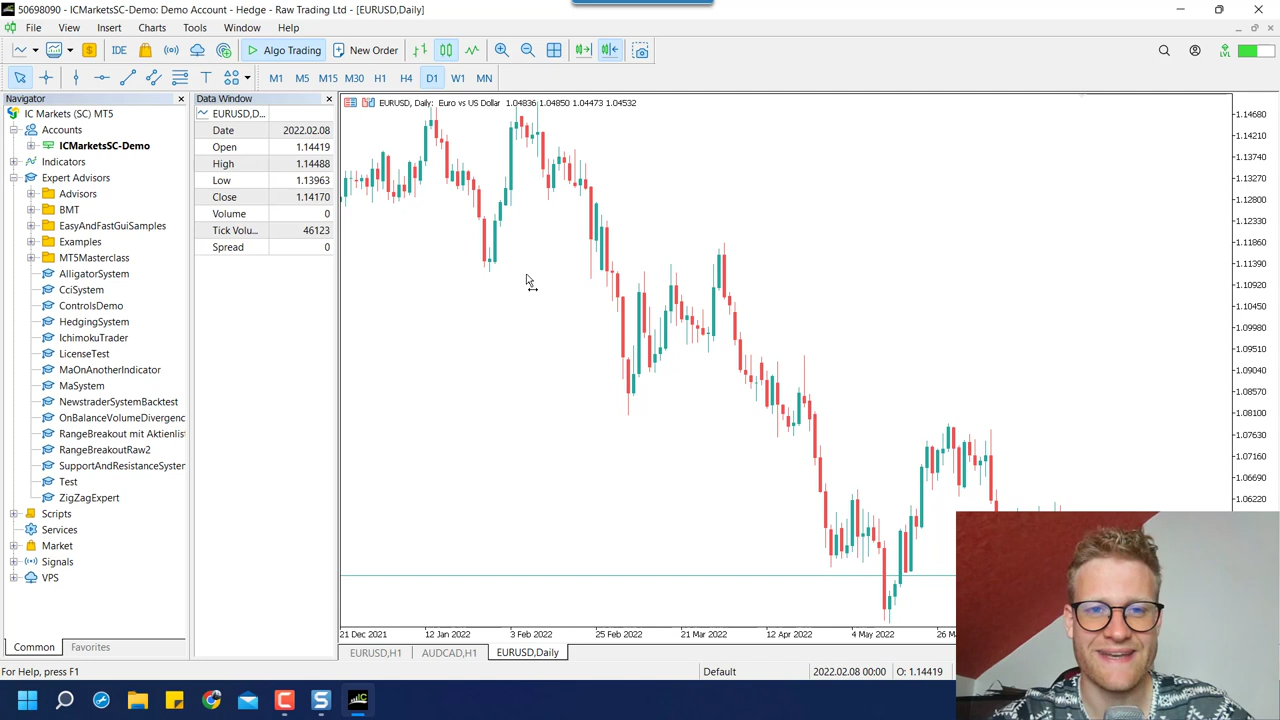 50698090 - ICMarketsSC-Demo: Demo Account - Hedge - Raw Trading Ltd - [EURUSD,Daily]
File View Insert Charts Tools Window Help
IDE Algo Trading New Order LVL
M1 M5 M15 M30 H1 H4 D1 W1 MN
Navigator
IC Markets (SC) MT5
Accounts
ICMarketsSC-Demo
Indicators
Expert Advisors
Advisors
BMT
EasyAndFastGuiSamples
Examples
MT5Masterclass
AlligatorSystem
CciSystem
ControlsDemo
HedgingSystem
IchimokuTrader
LicenseTest
MaOnAnotherIndicator
MaSystem
NewstraderSystemBacktest
OnBalanceVolumeDivergenc
RangeBreakout mit Aktienlist
RangeBreakoutRaw2
SupportAndResistanceSyster
Test
ZigZagExpert
Scripts
Services
Market
Signals
VPS
Common Favorites
Data Window
EURUSD,D...
Date 2022.02.08
Open 1.14419
High 1.14488
Low 1.13963
Close 1.14170
Volume 0
Tick Volu... 46123
Spread 0
EURUSD, Daily: Euro vs US Dollar 1.04836 1.04850 1.04473 1.04532
1.14680
1.14210
1.13740
1.13270
1.12800
1.12330
1.11860
1.11390
1.10920
1.10450
1.09980
1.09510
1.09040
1.08570
1.08100
1.07630
1.07160
1.06690
1.06220
21 Dec 2021 12 Jan 2022 3 Feb 2022 25 Feb 2022 21 Mar 2022 12 Apr 2022 4 May 2022 26 M
EURUSD,H1 AUDCAD,H1 EURUSD,Daily
For Help, press F1 Default 2022.02.08 00:00 O: 1.14419